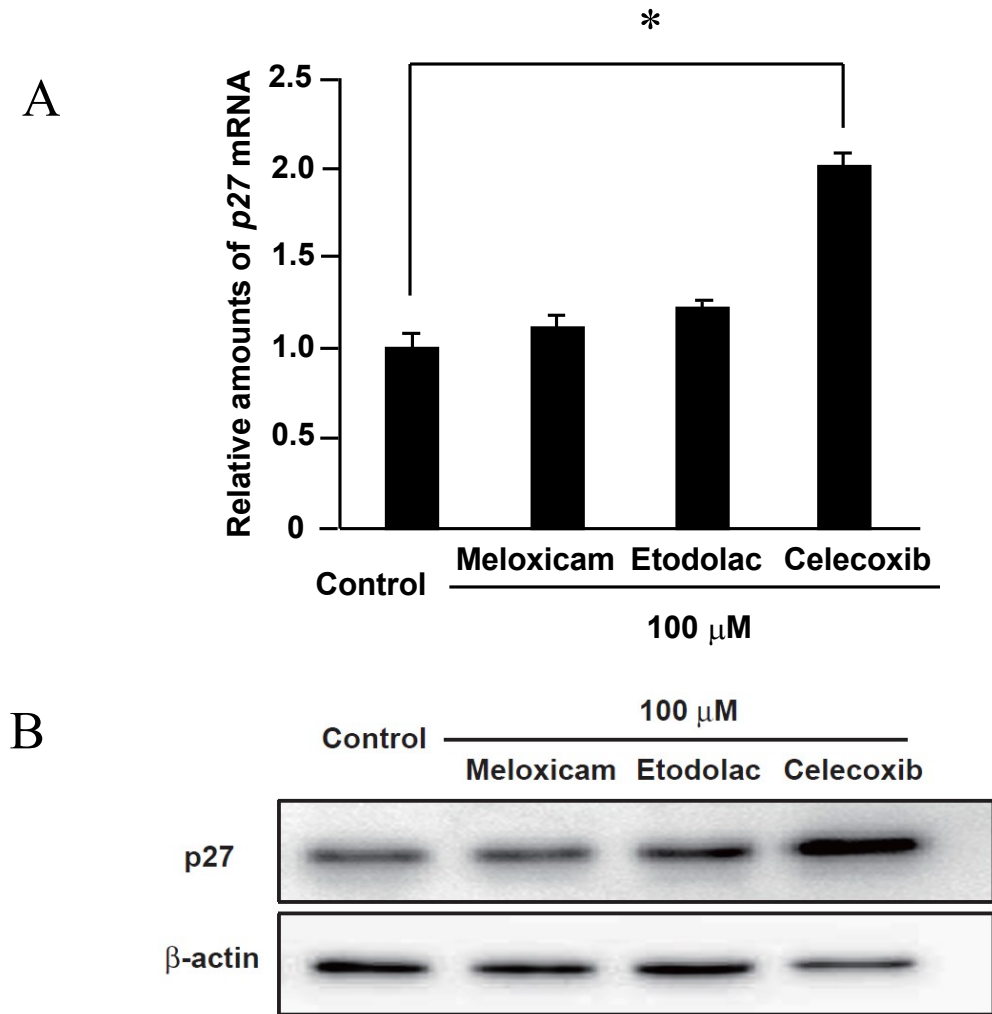 *
A
Relative amounts of p27 mRNA
2.5
2.0
1.5
1.0
0.5
0
Control
Meloxicam Etodolac Celecoxib
100 μM
B
100 μM
Control
Meloxicam Etodolac Celecoxib
p27
β-actin